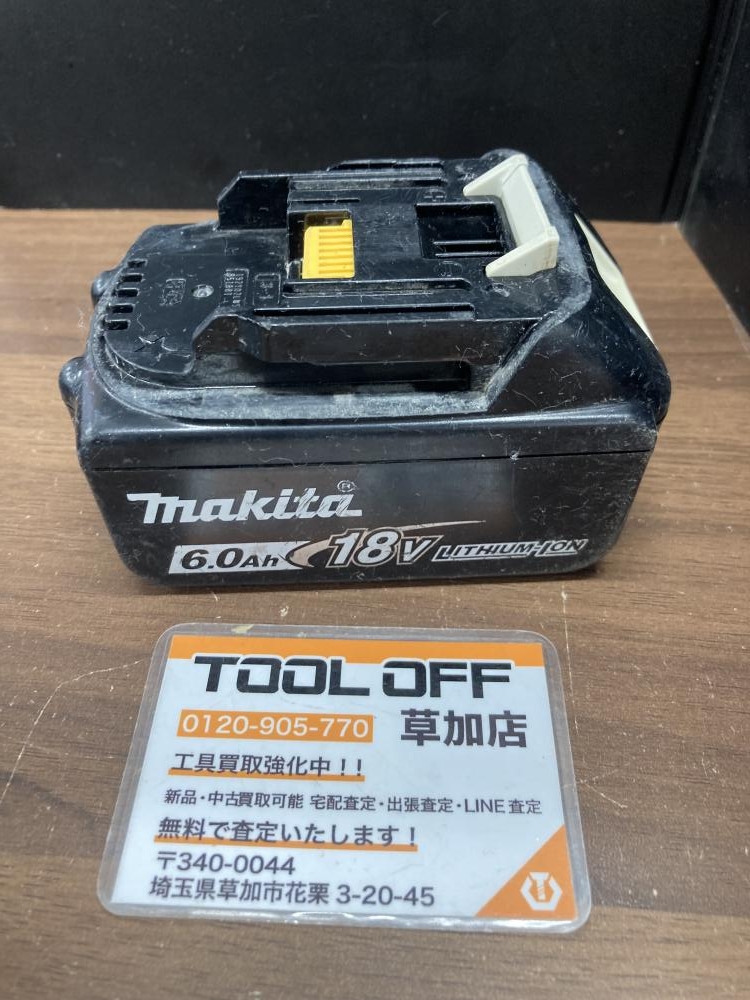 makita®
6.0Ah 18V LITHIUM-ION
TOOL OFF
0120-905-770 草加店
工具買取強化中！！
新品・中古買取可能 宅配査定・出張査定・LINE査定
無料で査定いたします！
〒340-0044
埼玉県草加市花栗 3-20-45